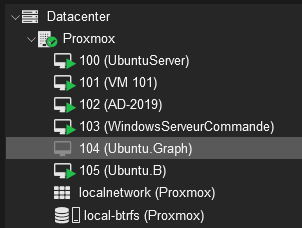 Datacenter
Proxmox
100 (UbuntuServer)
101 (VM 101)
102 (AD-2019)
103 (WindowsServeurCommande)
104 (Ubuntu.Graph)
105 (Ubuntu.B)
localnetwork (Proxmox)
local-btrfs (Proxmox)